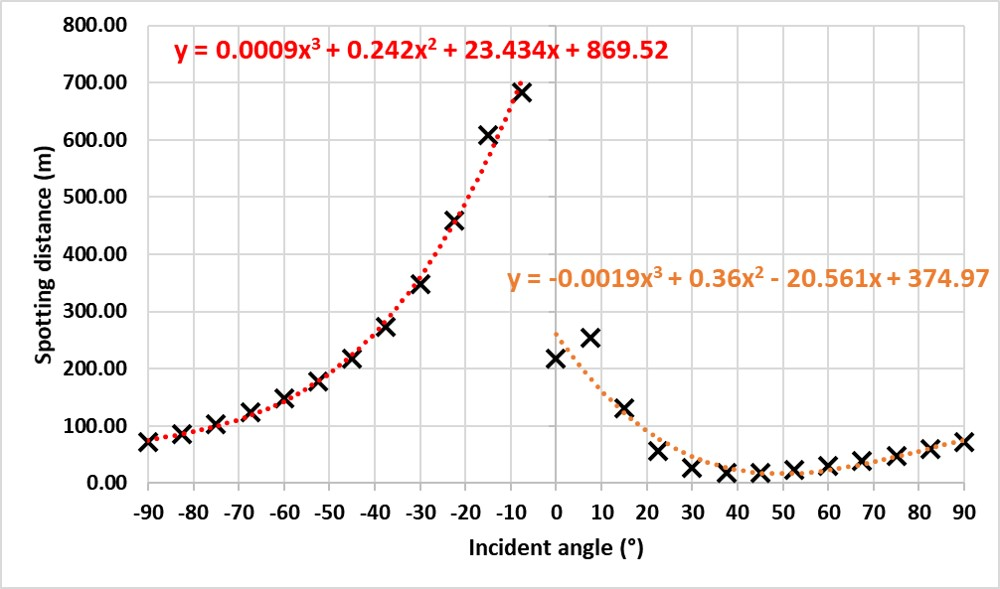 800.00
y = 0.0009x³ + 0.242x² + 23.434x + 869.52
700.00
600.00
500.00
400.00
y = -0.0019x³ + 0.36x² - 20.561x + 374.97
300.00
200.00
100.00
0.00
Spotting distance (m)
-90 -80 -70 -60 -50 -40 -30 -20 -10 0 10 20 30 40 50 60 70 80 90
Incident angle (°)